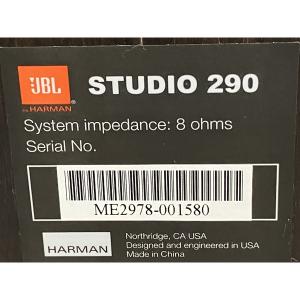 JBL
by HARMAN
STUDIO 290
System impedance: 8 ohms
Serial No.
ME2978-001580
HARMAN
Northridge, CA USA
Designed and engineered in USA
Made in China